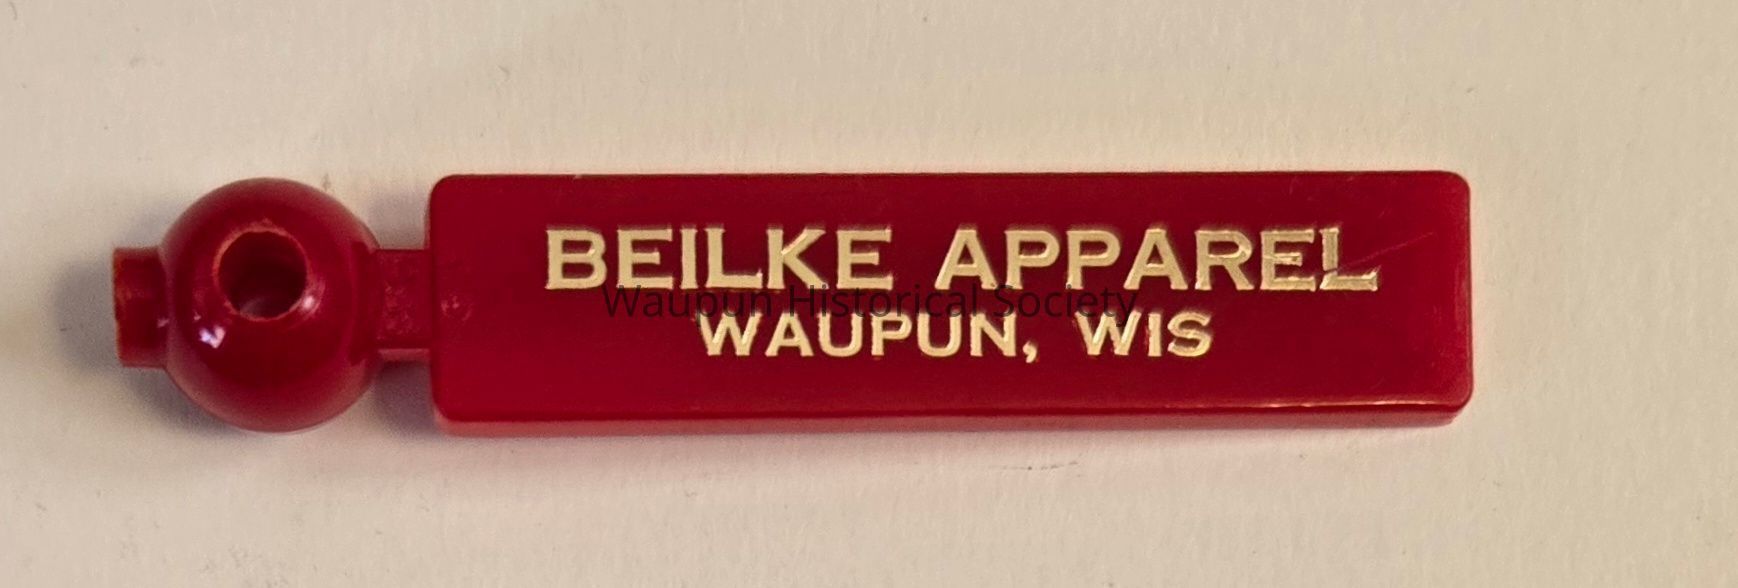 BEILKE APPAREL
Waupun Historical Society
WAUPUN, WIS